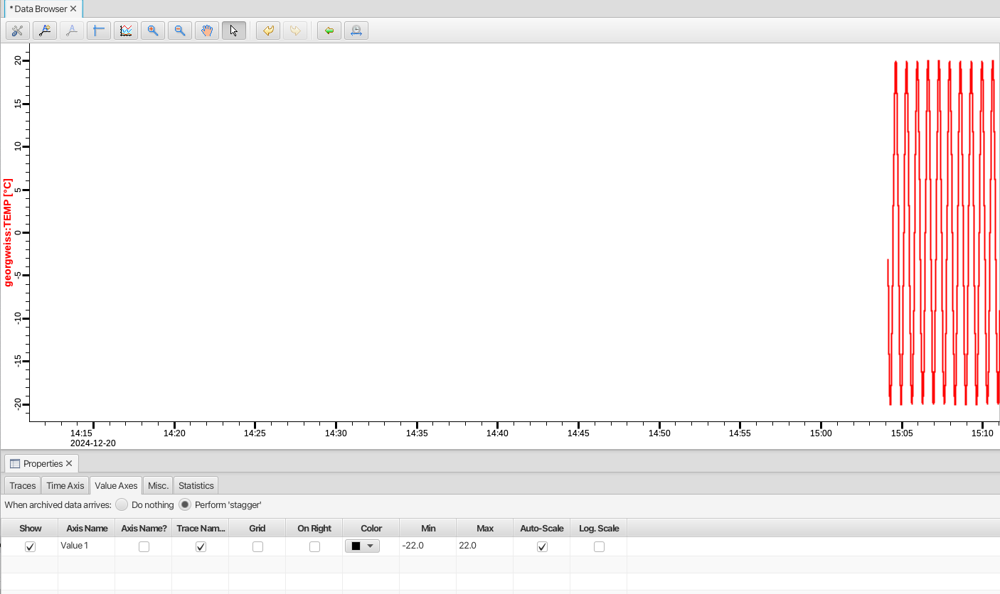 * Data Browser
20
15
10
5
0
-5
-10
-15
-20
georgweiss:TEMP [°C]
14:15 14:20 14:25 14:30 14:35 14:40 14:45 14:50 14:55 15:00 15:05 15:10
2024-12-20
Properties
Traces Time Axis Value Axes Misc. Statistics
When archived data arrives: Do nothing Perform 'stagger'
Show Axis Name Axis Name? Trace Nam... Grid On Right Color Min Max Auto-Scale Log. Scale
Value 1 -22.0 22.0